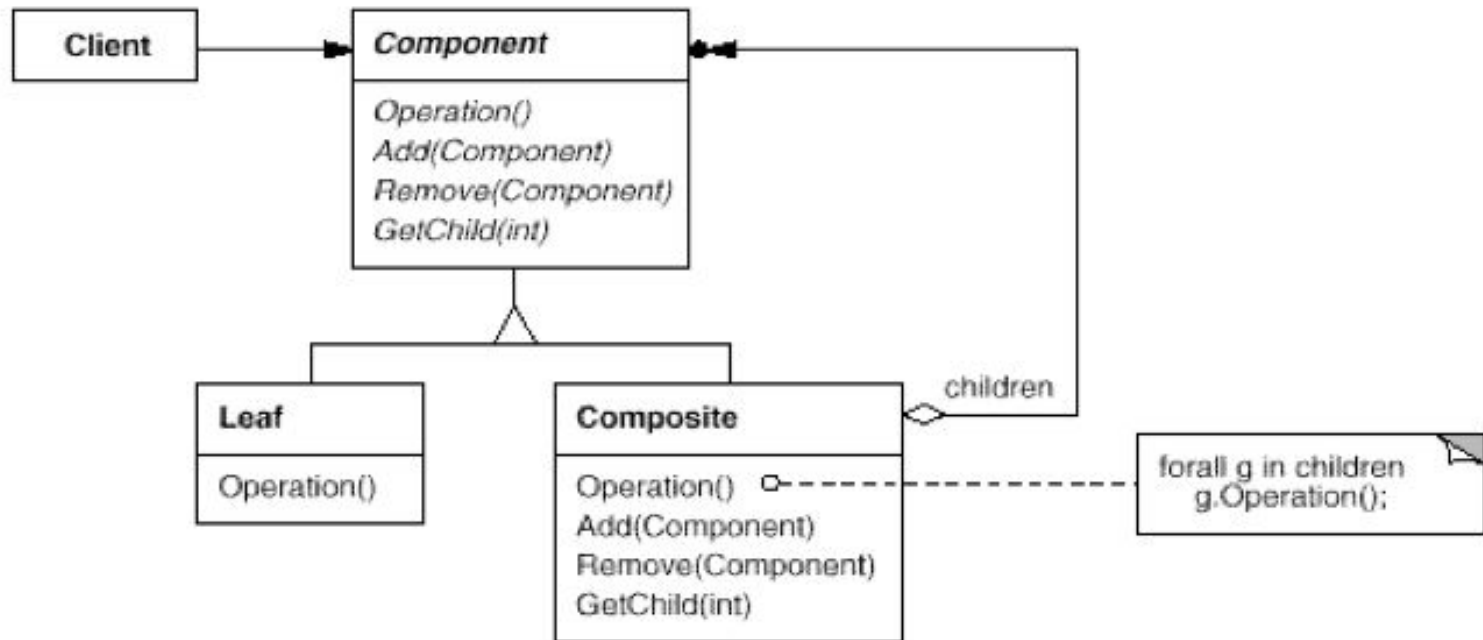 Client
Component
Operation()
Add(Component)
Remove(Component)
GetChild(int)
Leaf
Operation()
Composite
Operation()
Add(Component)
Remove(Component)
GetChild(int)
children
forall g in children
g.Operation();